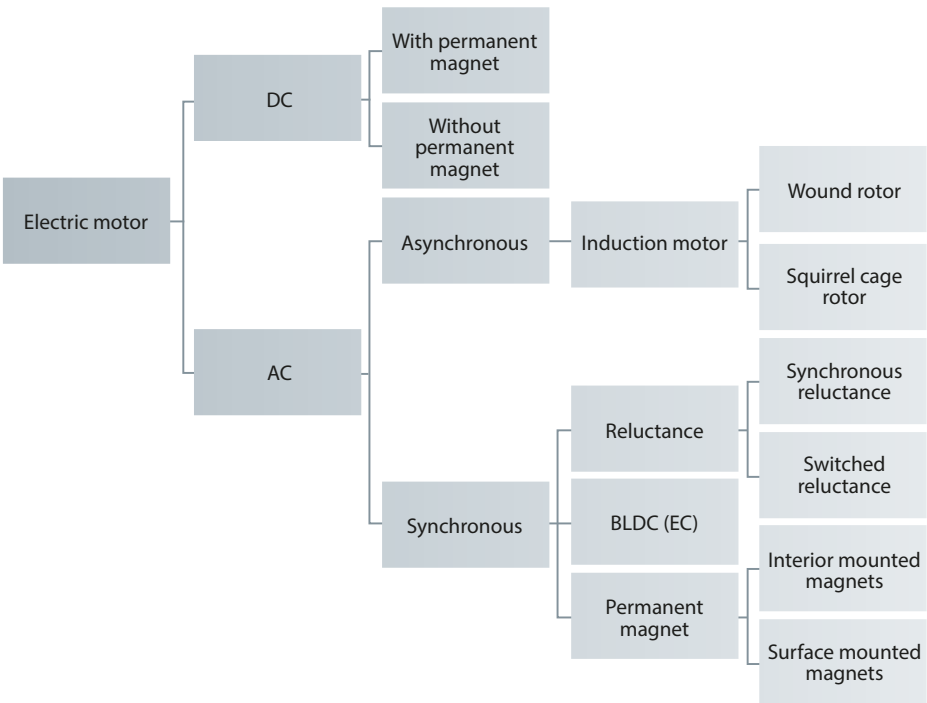 Electric motor
DC
With permanent
magnet
Without
permanent
magnet
AC
Asynchronous
Induction motor
Wound rotor
Squirrel cage
rotor
Synchronous
Reluctance
Synchronous
reluctance
Switched
reluctance
BLDC (EC)
Permanent
magnet
Interior mounted
magnets
Surface mounted
magnets